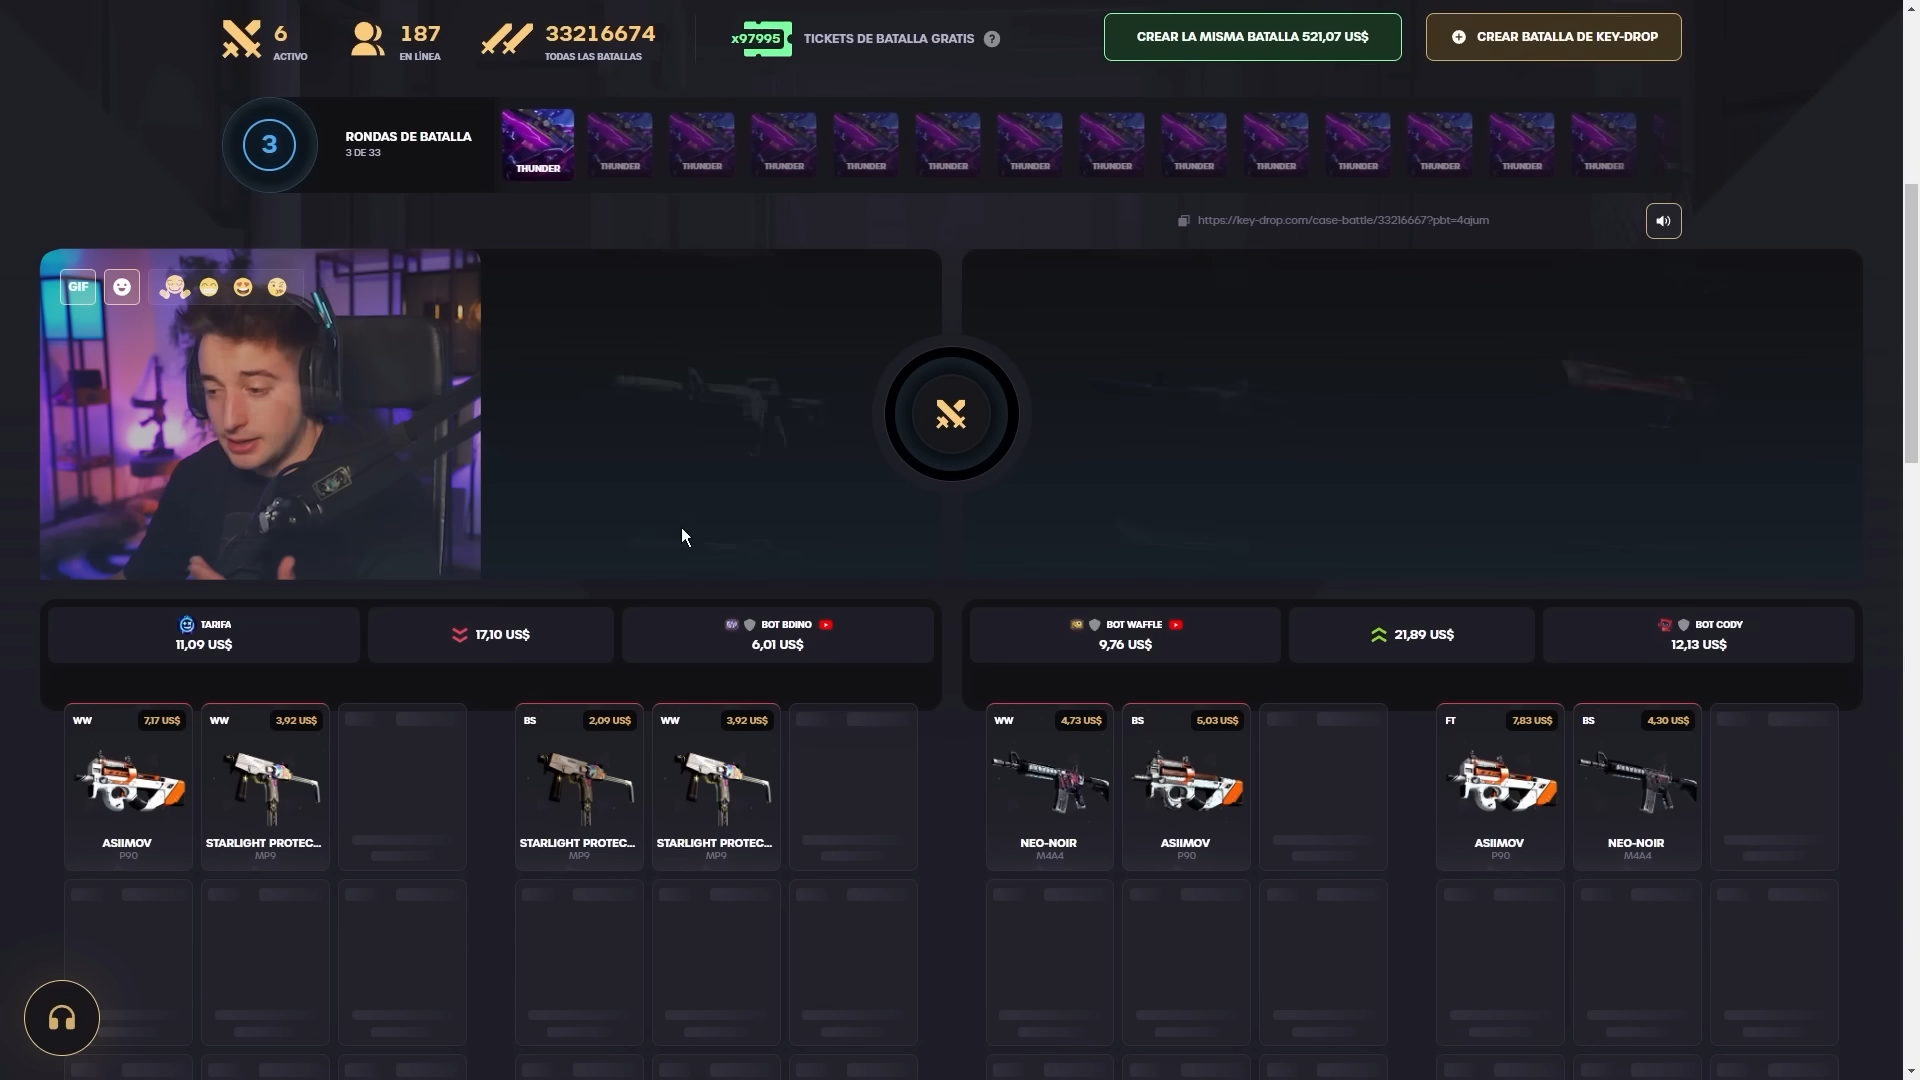 6
ACTIVO
187
EN LÍNEA
33216674
TODAS LAS BATALLAS
x97995
TICKETS DE BATALLA GRATIS
?
CREAR LA MISMA BATALLA 521,07 US$
CREAR BATALLA DE KEY-DROP
3
RONDAS DE BATALLA
3 DE 33
THUNDER
THUNDER
THUNDER
THUNDER
THUNDER
THUNDER
THUNDER
THUNDER
THUNDER
THUNDER
THUNDER
THUNDER
THUNDER
THUNDER
https://key-drop.com/case-battle/33216667?pbt=4ajum
GIF
TARIFA
11,09 US$
17,10 US$
BOT BDINO
6,01 US$
BOT WAFFLE
9,76 US$
21,89 US$
BOT CODY
12,13 US$
WW 7,17 US$
ASIIMOV
P90
WW 3,92 US$
STARLIGHT PROTEC...
MP9
BS 2,09 US$
STARLIGHT PROTEC...
MP9
WW 3,92 US$
STARLIGHT PROTEC...
MP9
WW 4,73 US$
NEO-NOIR
M4A4
BS 5,03 US$
ASIIMOV
P90
FT 7,83 US$
ASIIMOV
P90
BS 4,30 US$
NEO-NOIR
M4A4